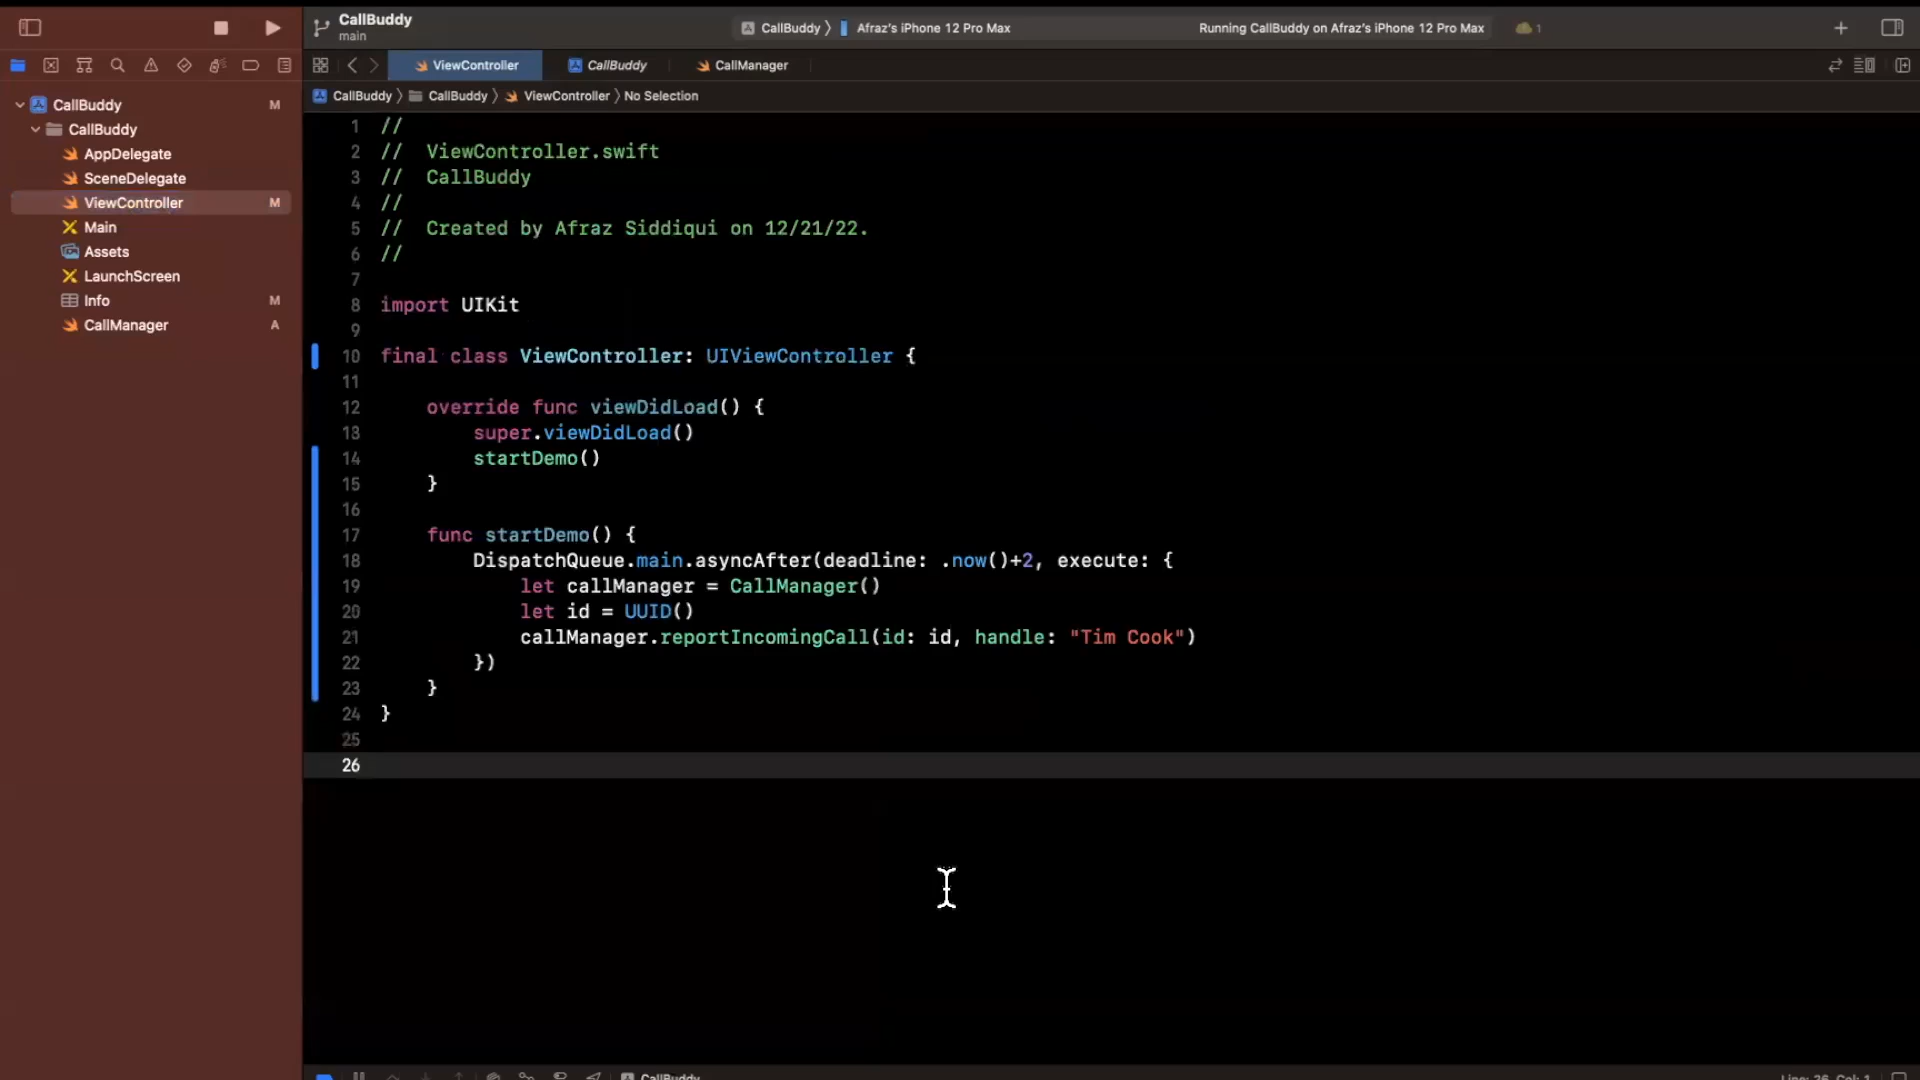 CallBuddy
main
CallBuddy
Afraz's iPhone 12 Pro Max
Running CallBuddy on Afraz's iPhone 12 Pro Max
1
ViewController
CallBuddy
CallManager
CallBuddy
CallBuddy
ViewController
No Selection
CallBuddy M
CallBuddy
AppDelegate
SceneDelegate
ViewController M
Main
Assets
LaunchScreen
Info M
CallManager A
1 //
2 //  ViewController.swift
3 //  CallBuddy
4 //
5 //  Created by Afraz Siddiqui on 12/21/22.
6 //
7
8 import UIKit
9
10 final class ViewController: UIViewController {
11
12     override func viewDidLoad() {
13         super.viewDidLoad()
14         startDemo()
15     }
16
17     func startDemo() {
18         DispatchQueue.main.asyncAfter(deadline: .now()+2, execute: {
19             let callManager = CallManager()
20             let id = UUID()
21             callManager.reportIncomingCall(id: id, handle: "Tim Cook")
22         })
23     }
24 }
25
26
CallBuddy
Line: 26 Col: 1